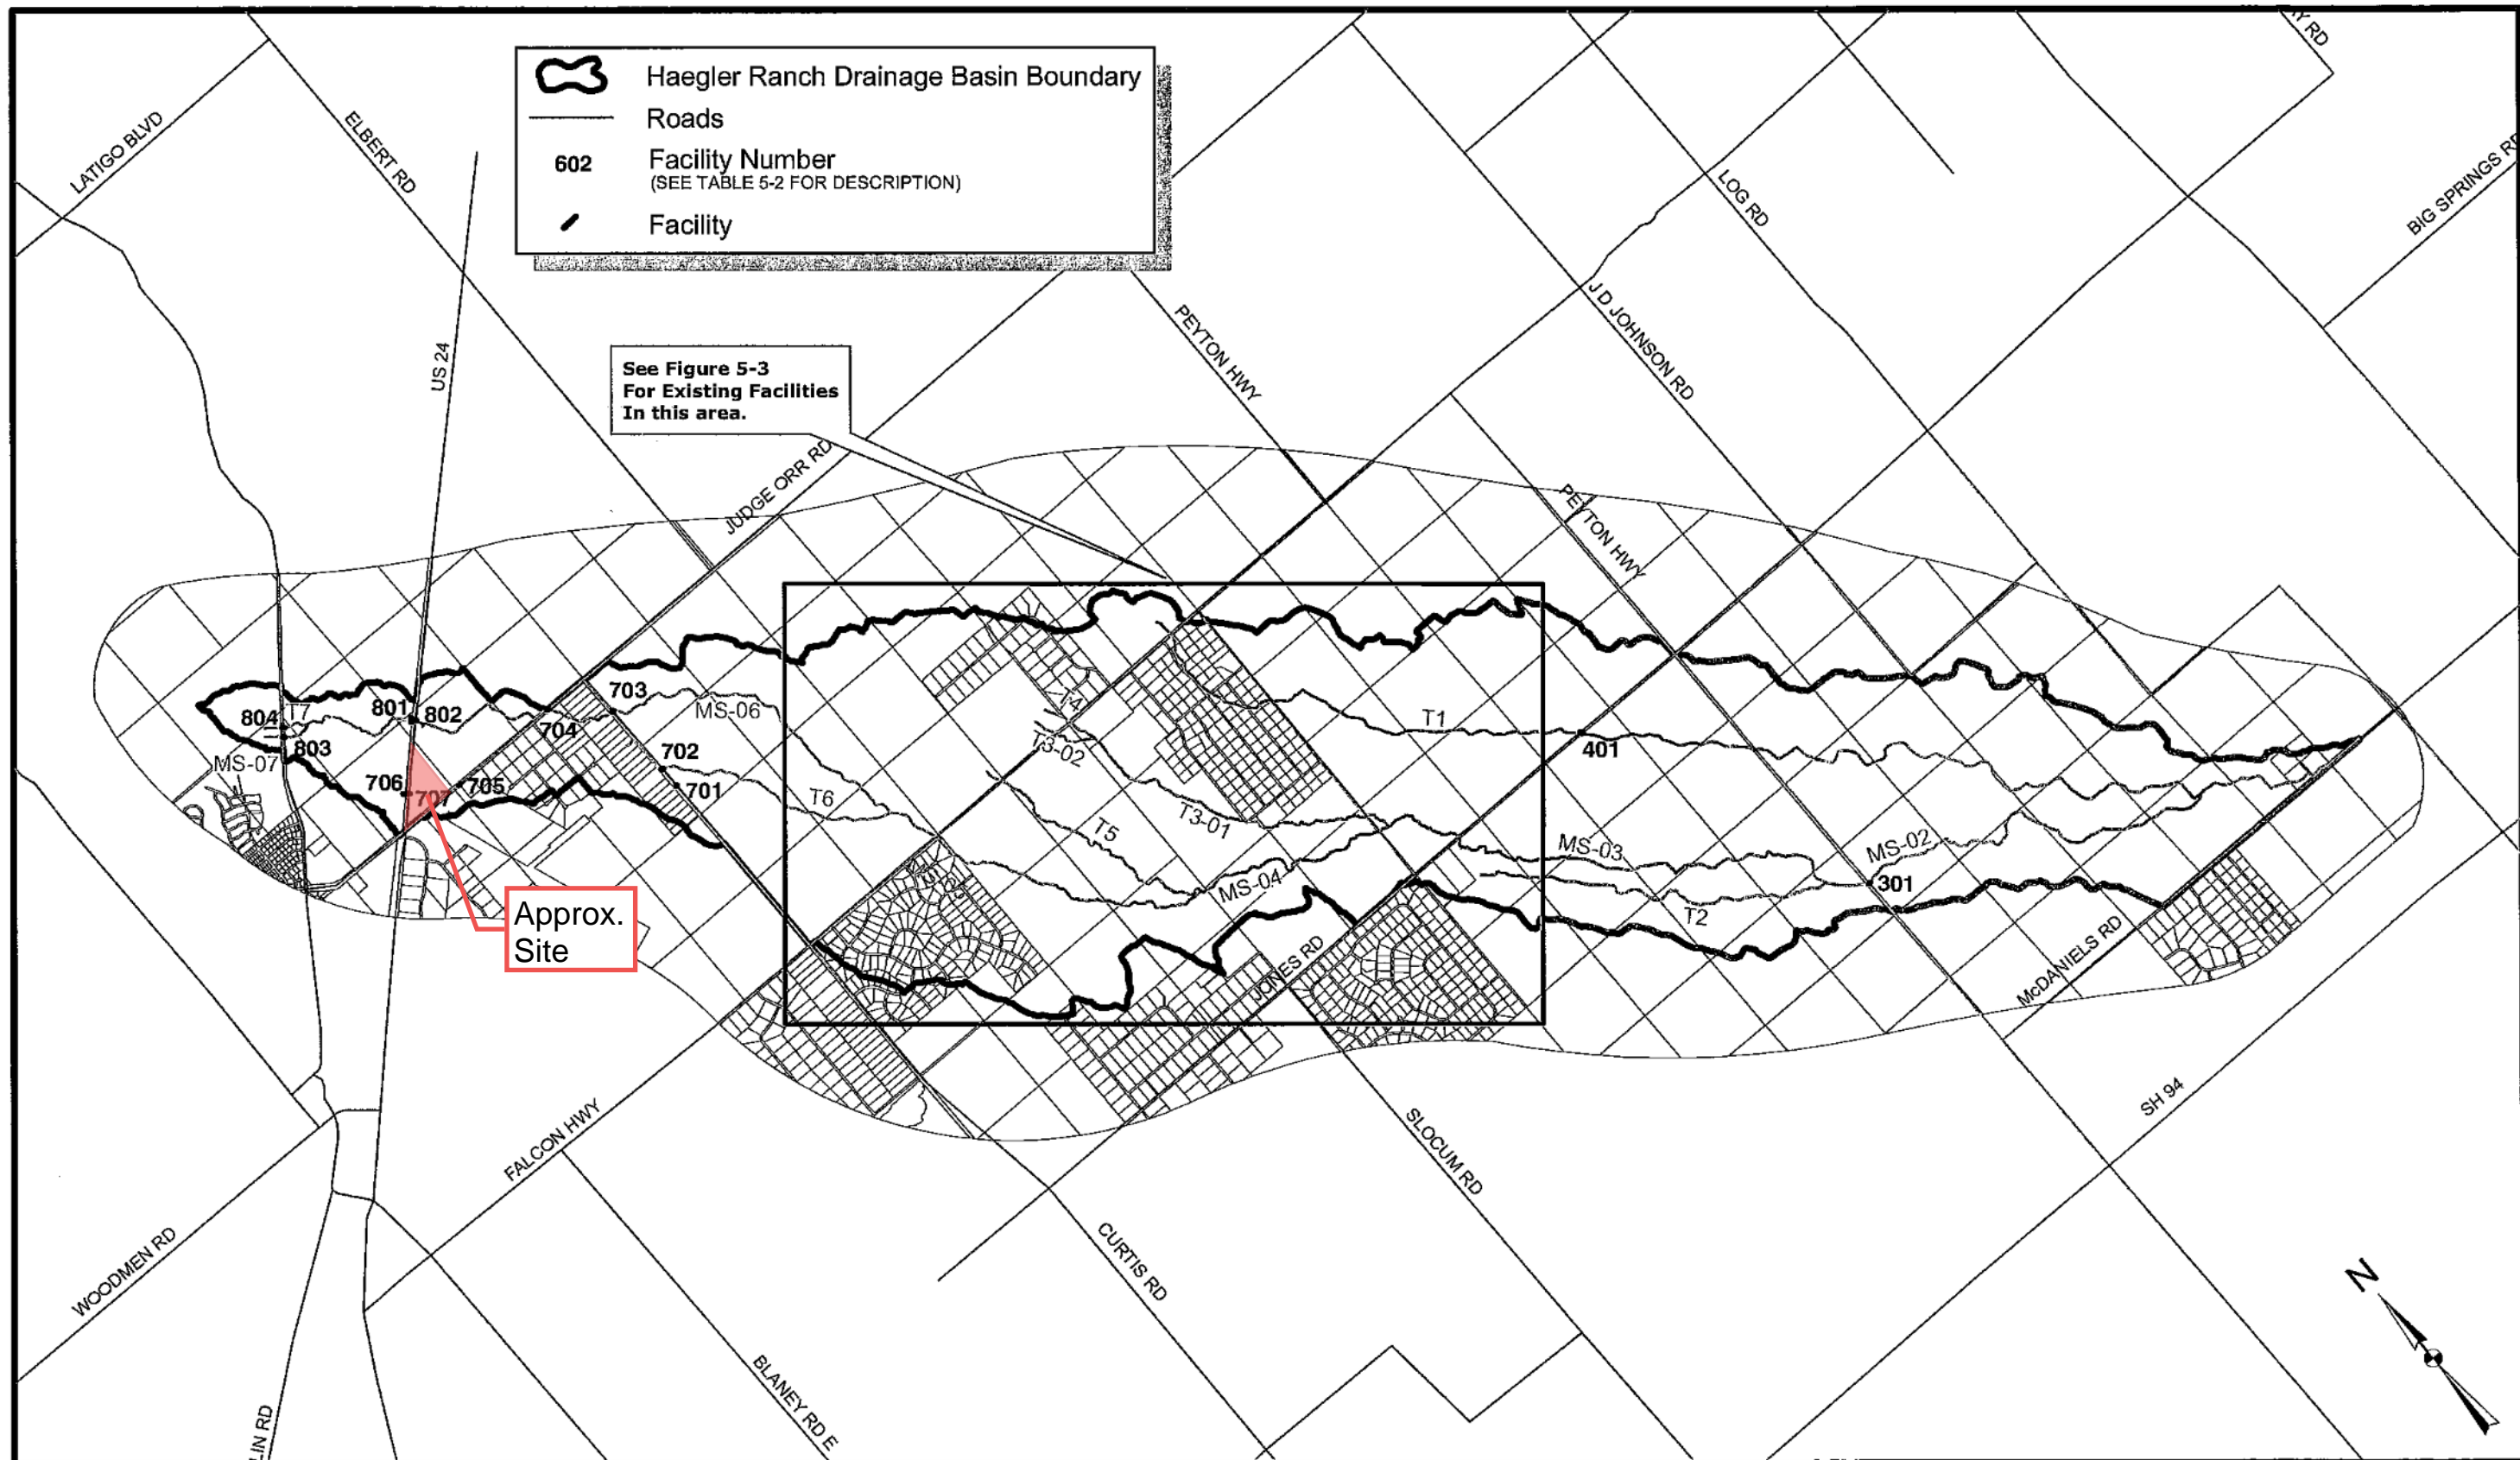 Haegler Ranch Drainage Basin Boundary
Roads
602
Facility Number
(SEE TABLE 5-2 FOR DESCRIPTION)
Facility
LATIGO BLVD
ELBERT RD
US 24
See Figure 5-3
For Existing Facilities
In this area.
JUDGE ORR RD
PEYTON HWY
J D JOHNSON RD
LOG RD
RD
BIG SPRINGS RD
PEYTON HWY
804
T7
801
802
803
MS-07
706
707
705
704
703
MS-06
702
701
T6
T4
T3-02
T3-01
T5
MS-04
T1
401
MS-03
MS-02
301
T2
Approx.
Site
JONES RD
McDANIELS RD
SH 94
FALCON HWY
WOODMEN RD
SLOCUM RD
CURTIS RD
BLANEY RD E
LIN RD
N